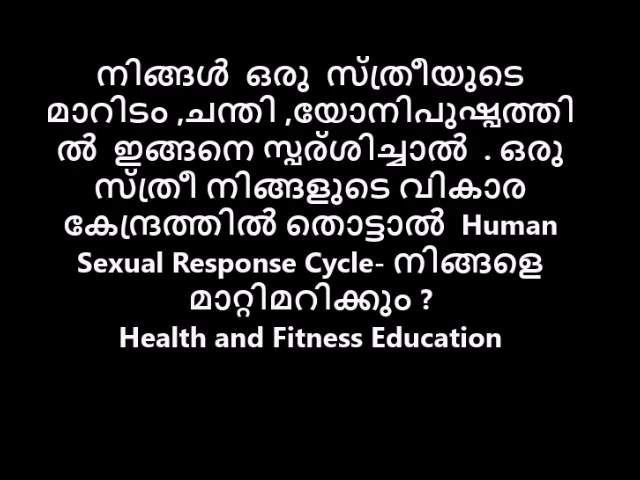 നിങ്ങൾ ഒരു സ്ത്രീയുടെ
മാറിടം ,ചന്തി ,യോനിപുഷ്പത്തി
ൽ ഇങ്ങനെ സ്പർശിച്ചാൽ . ഒരു
സ്ത്രീ നിങ്ങളുടെ വികാര
കേന്ദ്രത്തിൽ തൊട്ടാൽ Human
Sexual Response Cycle- നിങ്ങളെ
മാറ്റിമറിക്കും ?
Health and Fitness Education